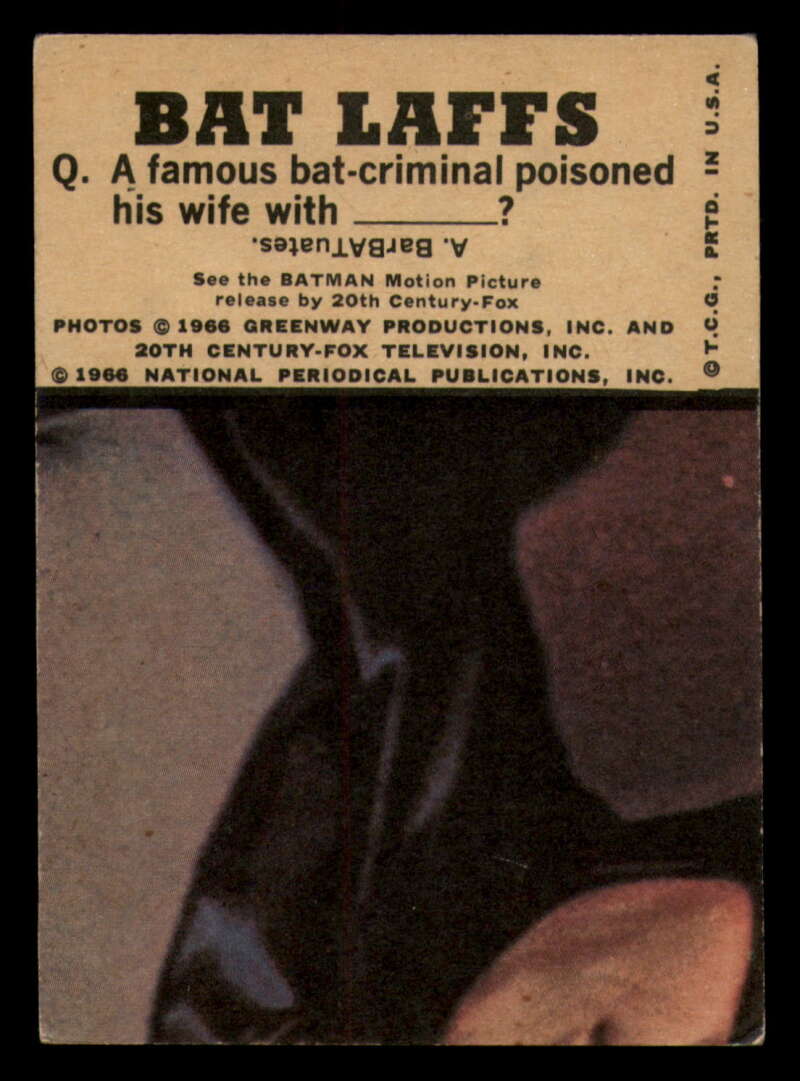 BAT LAFFS
Q. A famous bat-criminal poisoned
his wife with ________?
A. BarBATuates.
See the BATMAN Motion Picture
release by 20th Century-Fox
PHOTOS © 1966 GREENWAY PRODUCTIONS, INC. AND
20TH CENTURY-FOX TELEVISION, INC.
© 1966 NATIONAL PERIODICAL PUBLICATIONS, INC.
© T.C.G., PRTD. IN U.S.A.